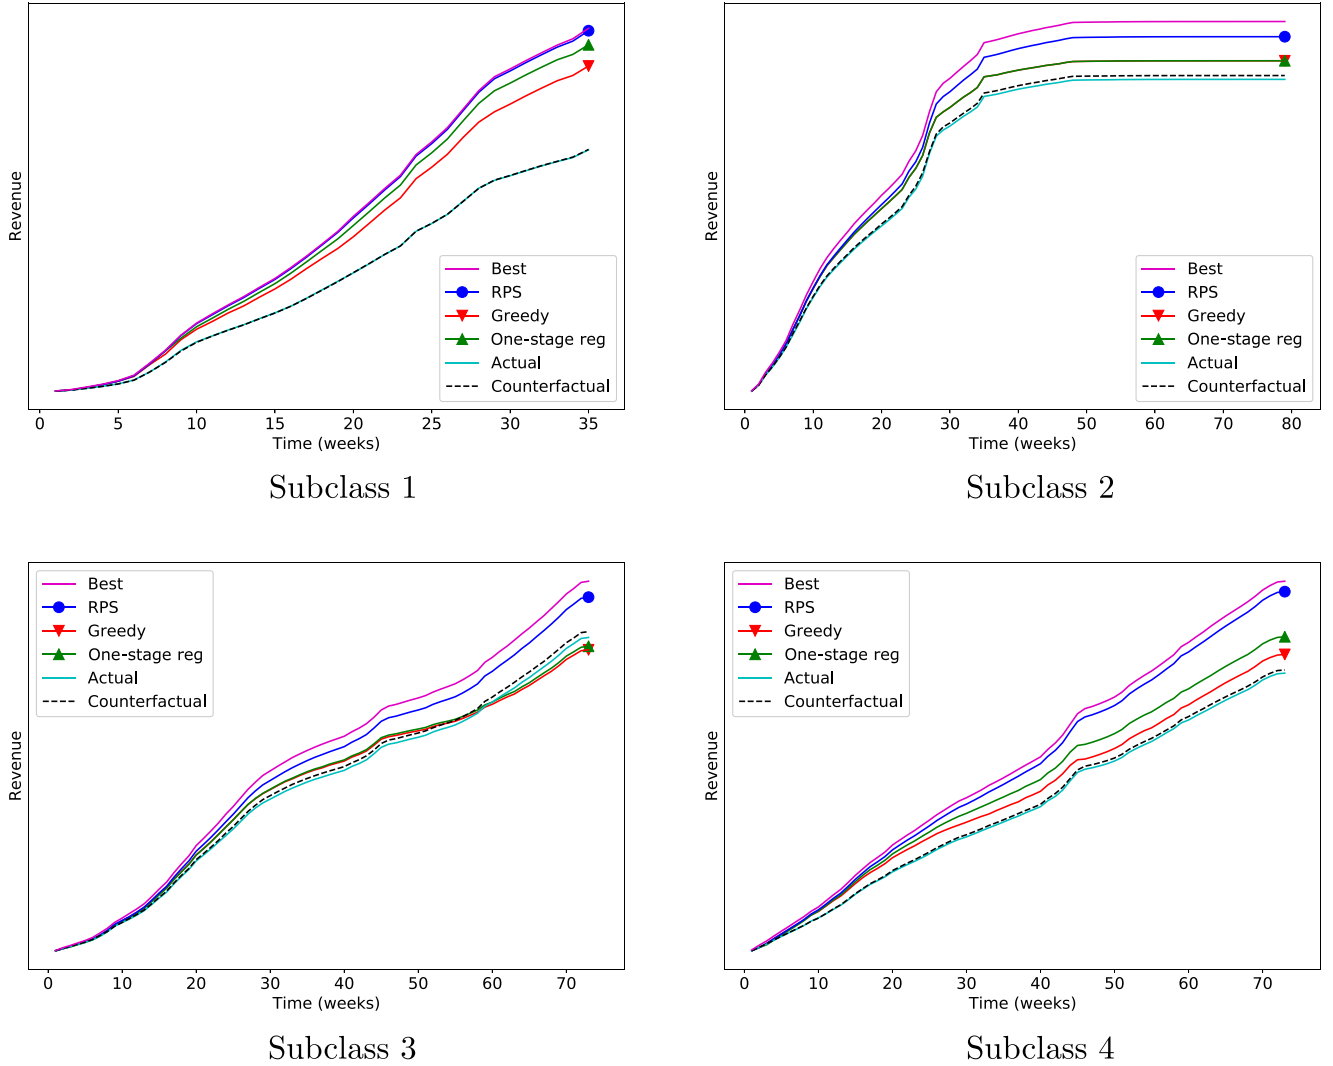 Revenue
Best
RPS
Greedy
One-stage reg
Actual
Counterfactual
0 5 10 15 20 25 30 35
Time (weeks)
Subclass 1
Revenue
Best
RPS
Greedy
One-stage reg
Actual
Counterfactual
0 10 20 30 40 50 60 70 80
Time (weeks)
Subclass 2
Revenue
Best
RPS
Greedy
One-stage reg
Actual
Counterfactual
0 10 20 30 40 50 60 70
Time (weeks)
Subclass 3
Revenue
Best
RPS
Greedy
One-stage reg
Actual
Counterfactual
0 10 20 30 40 50 60 70
Time (weeks)
Subclass 4